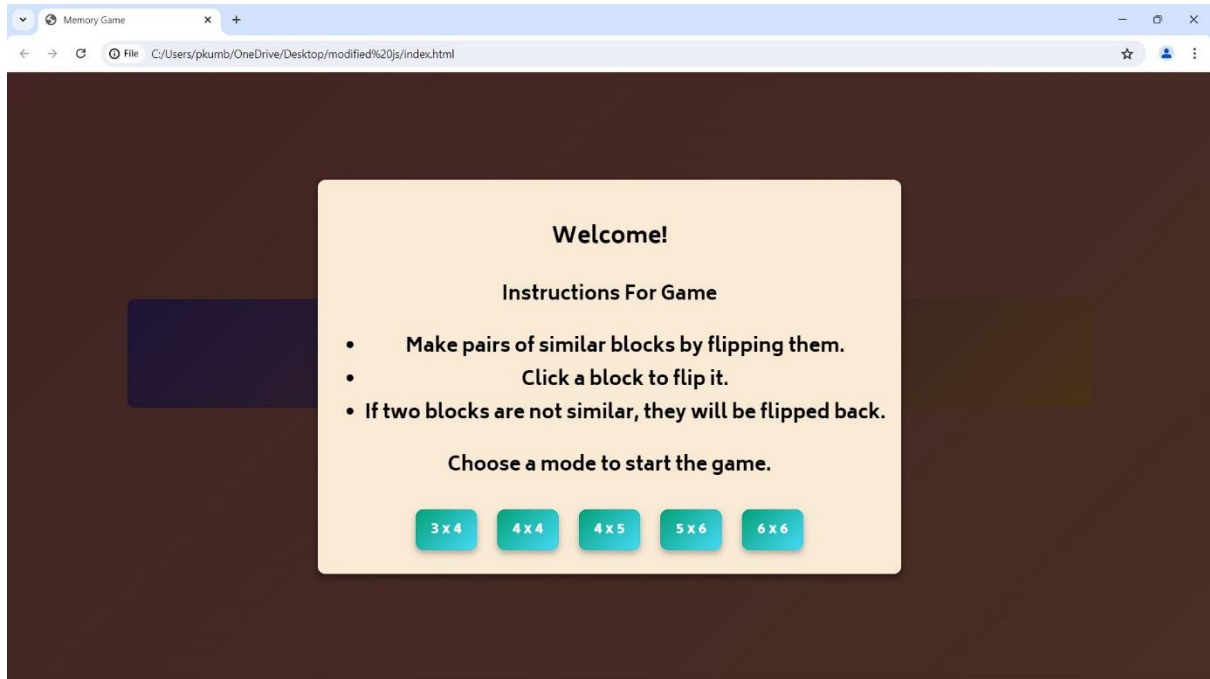 Memory Game
File C:/Users/pkumb/OneDrive/Desktop/modified%20js/index.html
Welcome!
Instructions For Game
• Make pairs of similar blocks by flipping them.
• Click a block to flip it.
• If two blocks are not similar, they will be flipped back.
Choose a mode to start the game.
3 x 4 4 x 4 4 x 5 5 x 6 6 x 6